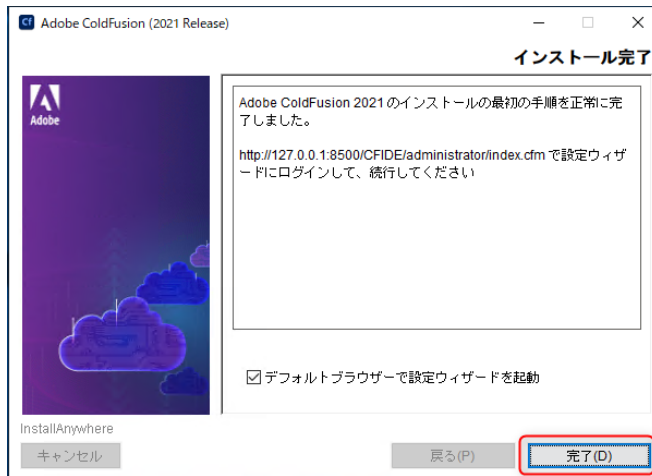 Adobe ColdFusion (2021 Release)
インストール完了
Adobe
Adobe ColdFusion 2021 のインストールの最初の手順を正常に完
了しました。
http://127.0.0.1:8500/CFIDE/administrator/index.cfm で設定ウィザ
ードにログインして、続行してください
デフォルトブラウザーで設定ウィザードを起動
InstallAnywhere
キャンセル
戻る(P)
完了(D)